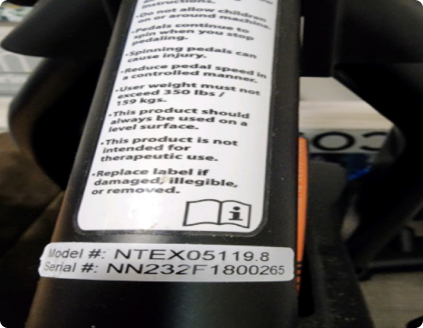 instructions.
•Do not allow children
on or around machine.
•Pedals continue to
spin when you stop
pedaling.
•Spinning pedals can
cause injury.
•Reduce pedal speed in
a controlled manner.
•User weight must not
exceed 350 lbs /
159 kgs.
•This product should
always be used on a
level surface.
•This product is not
intended for
therapeutic use.
•Replace label if
damaged, illegible,
or removed.
Model #: NTEX05119.8
Serial #: NN232F1800265